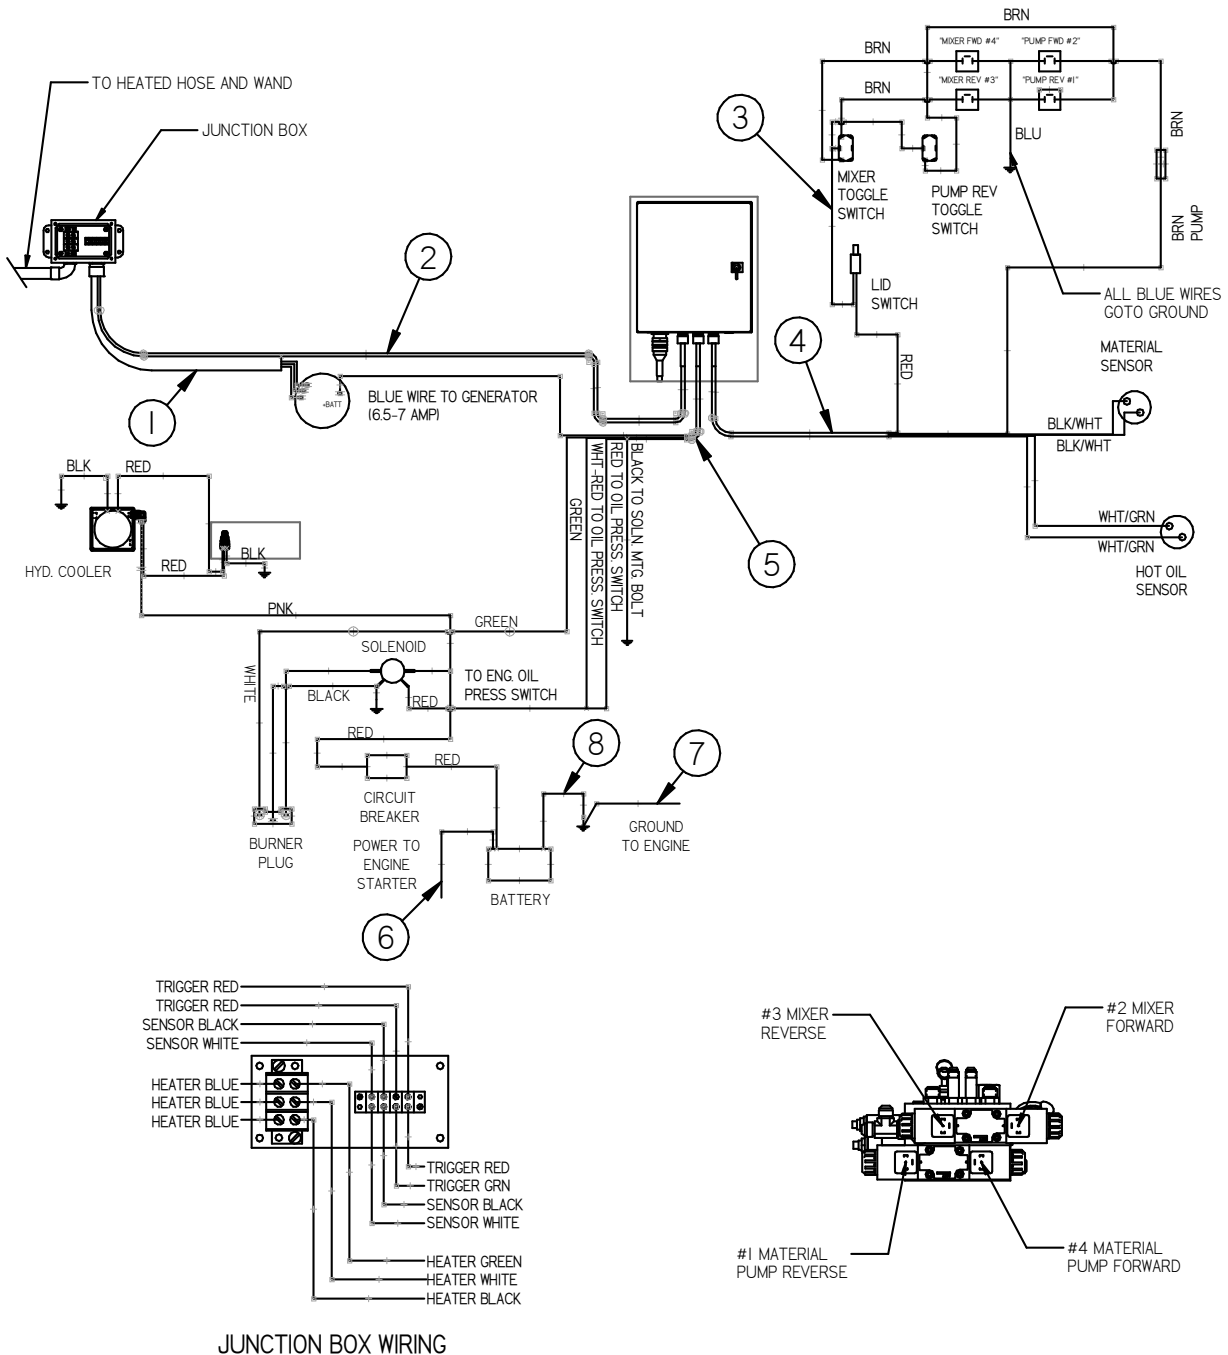 BRN
BRN
"MIXER FWD #4"
"PUMP FWD #2"
TO HEATED HOSE AND WAND
BRN
"MIXER REV #3"
"PUMP REV #1"
3
JUNCTION BOX
BLU
BRN
MIXER
TOGGLE
SWITCH
PUMP REV
TOGGLE
SWITCH
BRN
PUMP
2
LID
SWITCH
ALL BLUE WIRES
GOTO GROUND
4
RED
MATERIAL
SENSOR
1
+BATT
BLUE WIRE TO GENERATOR
(6.5-7 AMP)
BLK/WHT
BLK/WHT
BLK
RED
GREEN
WHT-RED TO OIL PRESS. SWITCH
RED TO OIL PRESS. SWITCH
BLACK TO SOLN. MTG. BOLT
5
WHT/GRN
WHT/GRN
HYD. COOLER
RED
BLK
HOT OIL
SENSOR
PNK
GREEN
WHITE
SOLENOID
BLACK
RED
TO ENG. OIL
PRESS SWITCH
RED
RED
8
7
CIRCUIT
BREAKER
GROUND
TO ENGINE
BURNER
PLUG
POWER TO
ENGINE
STARTER
BATTERY
6
TRIGGER RED
TRIGGER RED
SENSOR BLACK
SENSOR WHITE
HEATER BLUE
HEATER BLUE
HEATER BLUE
TRIGGER RED
TRIGGER GRN
SENSOR BLACK
SENSOR WHITE
HEATER GREEN
HEATER WHITE
HEATER BLACK
JUNCTION BOX WIRING
#3 MIXER
REVERSE
#2 MIXER
FORWARD
#1 MATERIAL
PUMP REVERSE
#4 MATERIAL
PUMP FORWARD